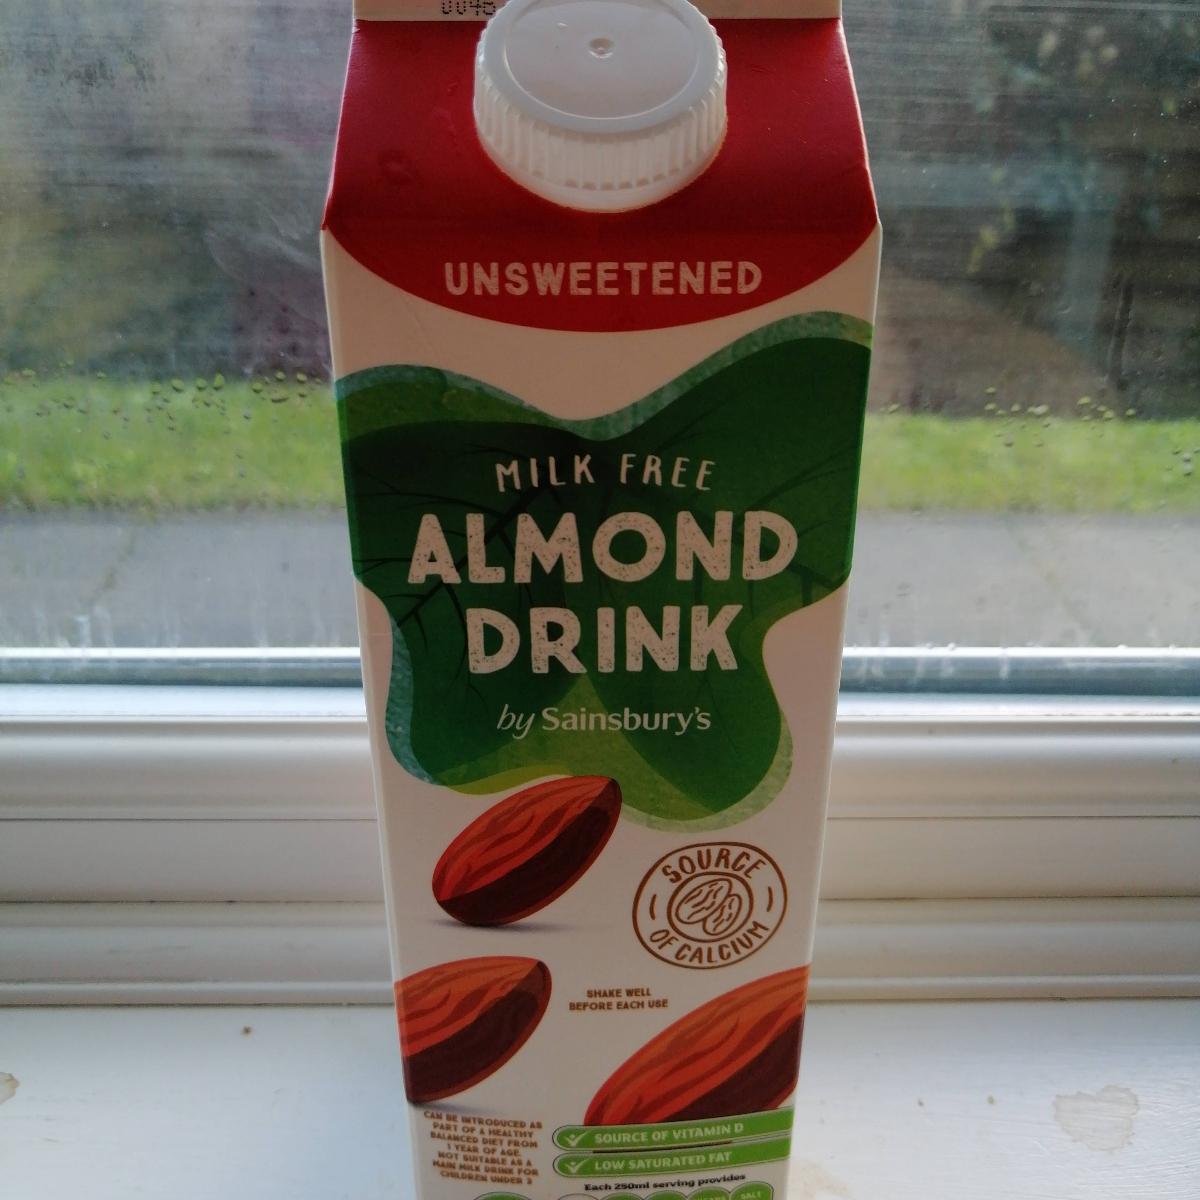 UNSWEETENED
MILK FREE
ALMOND
DRINK
by Sainsbury's
SOURCE
OF CALCIUM
SHAKE WELL
BEFORE EACH USE
CAN BE INTRODUCED AS
PART OF A HEALTHY
BALANCED DIET FROM
1 YEAR OF AGE.
NOT SUITABLE AS A
MAIN MILK DRINK FOR
CHILDREN UNDER 3
SOURCE OF VITAMIN D
LOW SATURATED FAT
Each 250ml serving provides
SALT